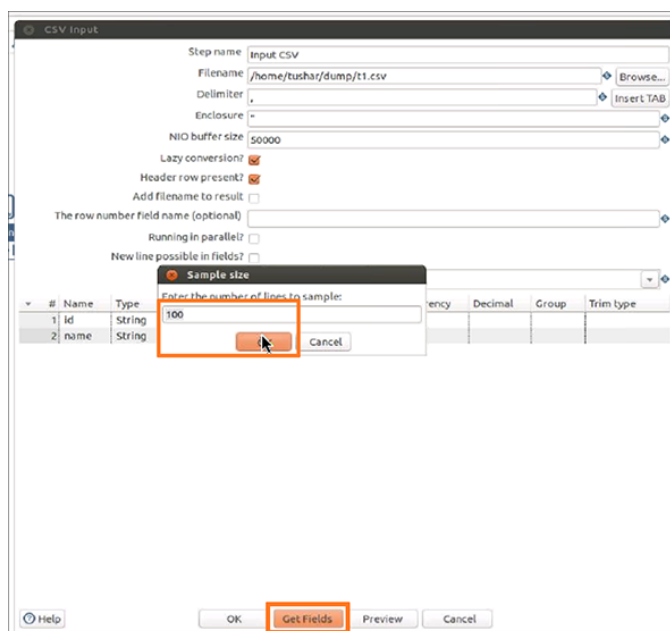 CSV Input
Step name Input CSV
Filename /home/tushar/dump/t1.csv Browse...
Delimiter , Insert TAB
Enclosure "
NIO buffer size 50000
Lazy conversion?
Header row present?
Add filename to result
The row number field name (optional)
Running in parallel?
New line possible in fields?
Sample size
Enter the number of lines to sample:
# Name Type Decimal Group Trim type
100
1 id String
2 name String
Cancel
Help OK Get Fields Preview Cancel